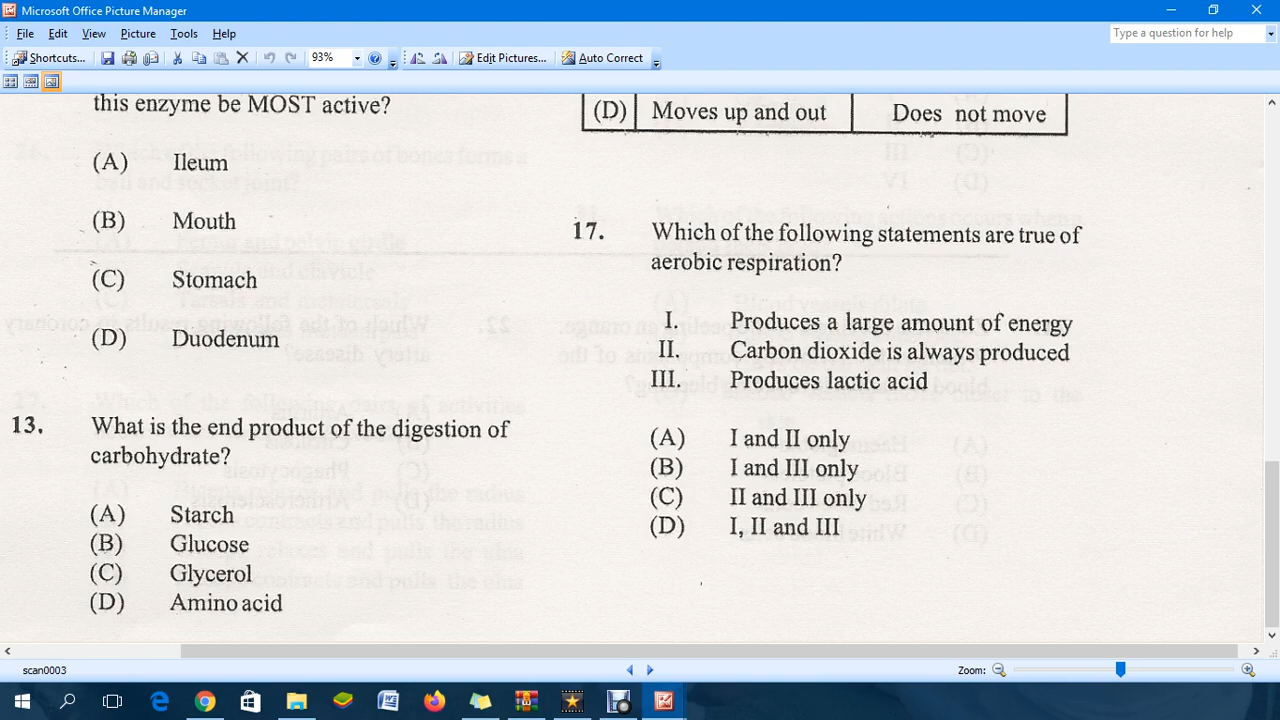 Microsoft Office Picture Manager
File Edit View Picture Tools Help
Type a question for help
Shortcuts... 93% Edit Pictures... Auto Correct
this enzyme be MOST active?
(A) Ileum
(B) Mouth
(C) Stomach
(D) Duodenum
13. What is the end product of the digestion of
carbohydrate?
(A) Starch
(B) Glucose
(C) Glycerol
(D) Amino acid
(D) Moves up and out Does not move
17. Which of the following statements are true of
aerobic respiration?
I. Produces a large amount of energy
II. Carbon dioxide is always produced
III. Produces lactic acid
(A) I and II only
(B) I and III only
(C) II and III only
(D) I, II and III
scan0003
Zoom: